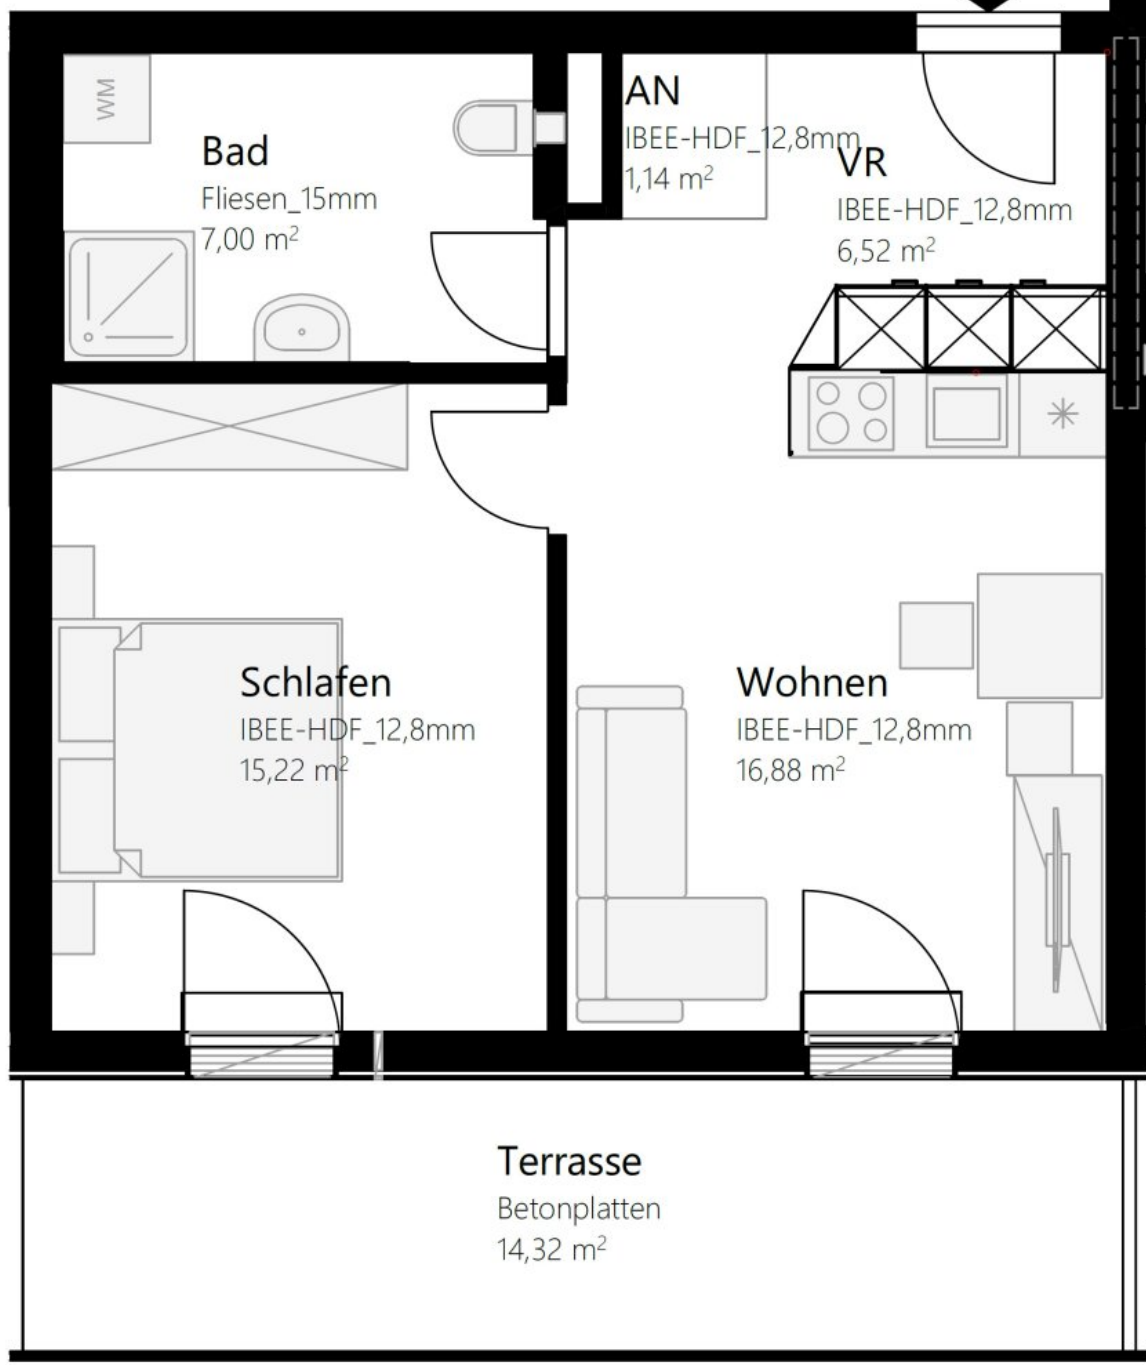 WM
Bad
Fliesen_15mm
7,00 m²
AN
IBEE-HDF_12,8mm
1,14 m²
VR
IBEE-HDF_12,8mm
6,52 m²
Schlafen
IBEE-HDF_12,8mm
15,22 m²
Wohnen
IBEE-HDF_12,8mm
16,88 m²
Terrasse
Betonplatten
14,32 m²